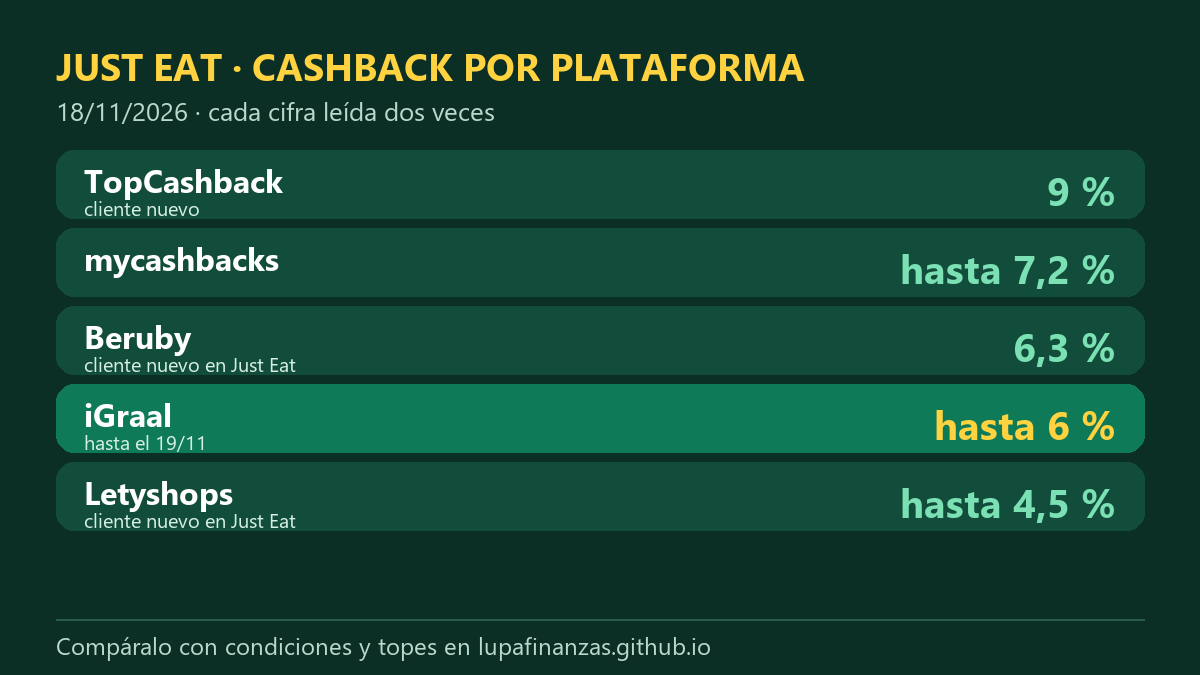 JUST EAT · CASHBACK POR PLATAFORMA
18/11/2026 · cada cifra leída dos veces
TopCashback
cliente nuevo
9 %
mycashbacks
hasta 7,2 %
Beruby
cliente nuevo en Just Eat
6,3 %
iGraal
hasta el 19/11
hasta 6 %
Letyshops
cliente nuevo en Just Eat
hasta 4,5 %
Compáralo con condiciones y topes en lupafinanzas.github.io